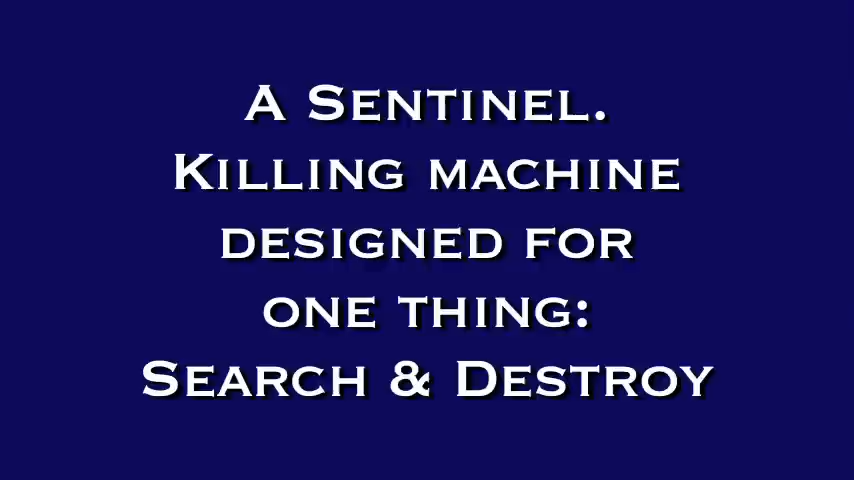 A Sentinel.
Killing machine
designed for
one thing:
Search & Destroy